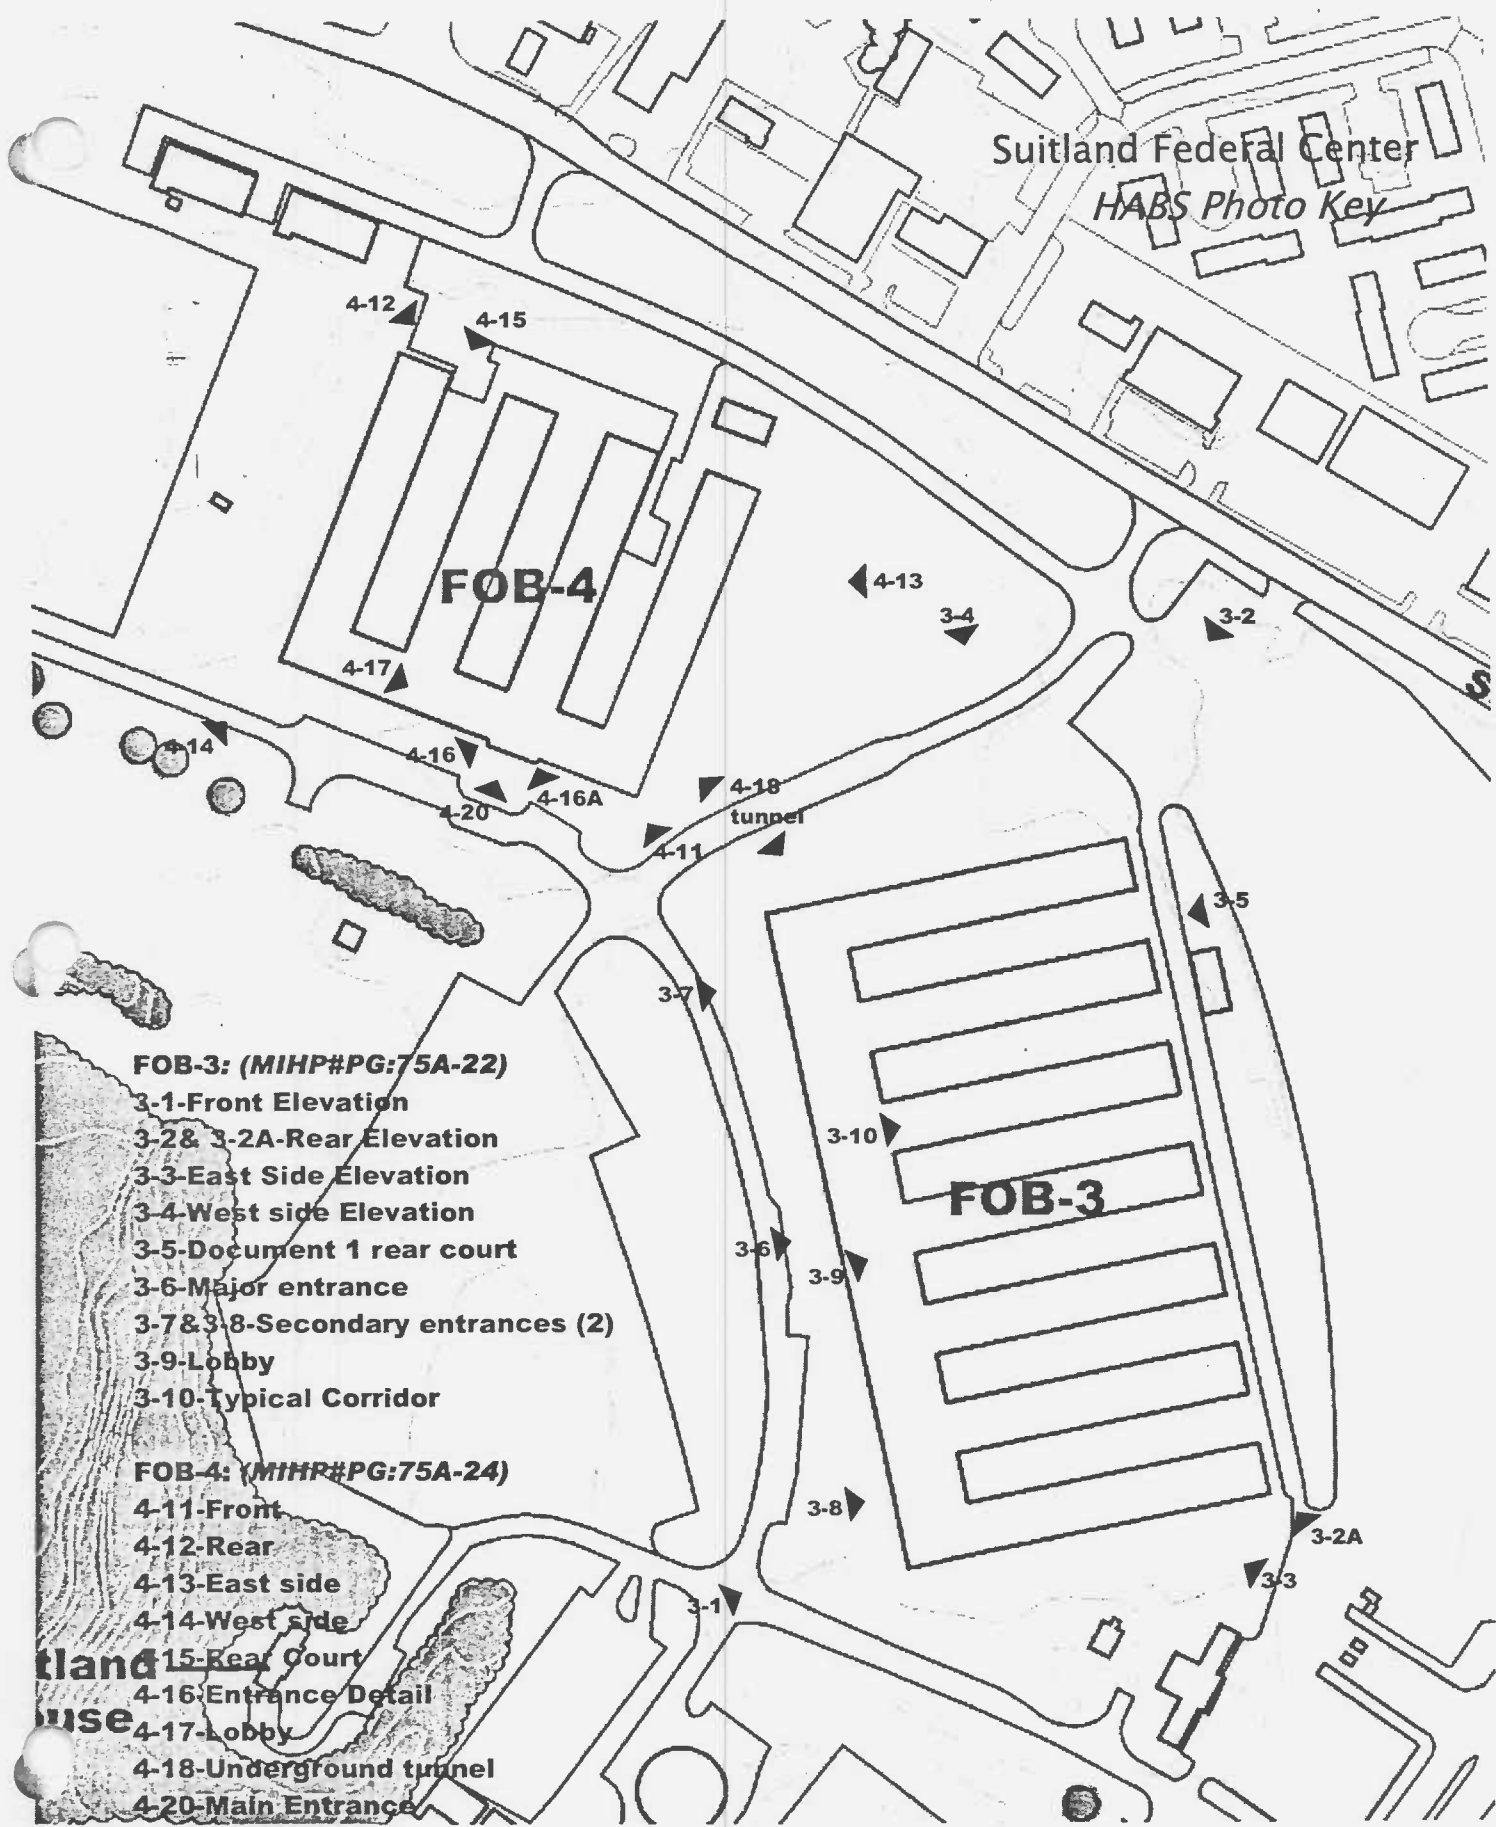 Suitland Federal Center
HABS Photo Key
4-12
4-15
FOB-4
4-13
3-4
3-2
S
4-17
4-14
4-16
4-16A
4-20
4-18
tunnel
4-11
3-5
3-7
FOB-3: (MIHP#PG:75A-22)
3-1-Front Elevation
3-2& 3-2A-Rear Elevation
3-3-East Side Elevation
3-4-West side Elevation
3-5-Document 1 rear court
3-6-Major entrance
3-7&3-8-Secondary entrances (2)
3-9-Lobby
3-10-Typical Corridor
3-10
FOB-3
3-6
3-9
FOB-4: (MIHP#PG:75A-24)
4-11-Front
4-12-Rear
4-13-East side
4-14-West side
4-15-Rear Court
4-16-Entrance Detail
4-17-Lobby
4-18-Underground tunnel
4-20-Main Entrance
tland
use
3-8
3-2A
3-3
3-1